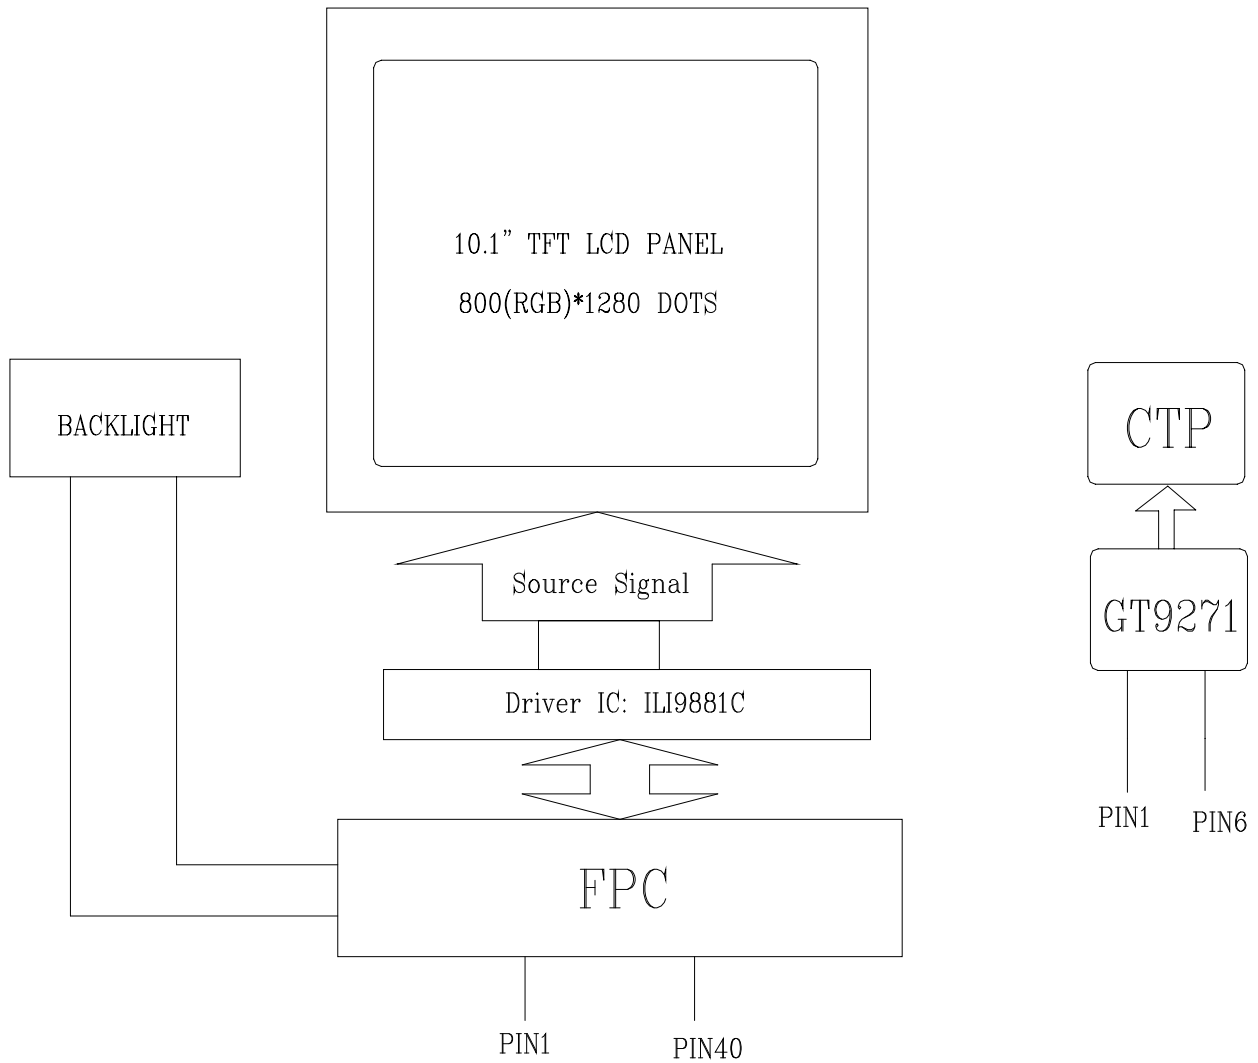 10.1" TFT LCD PANEL
800(RGB)*1280 DOTS
BACKLIGHT
CTP
Source Signal
GT9271
Driver IC: ILI9881C
PIN1
PIN6
FPC
PIN1
PIN40